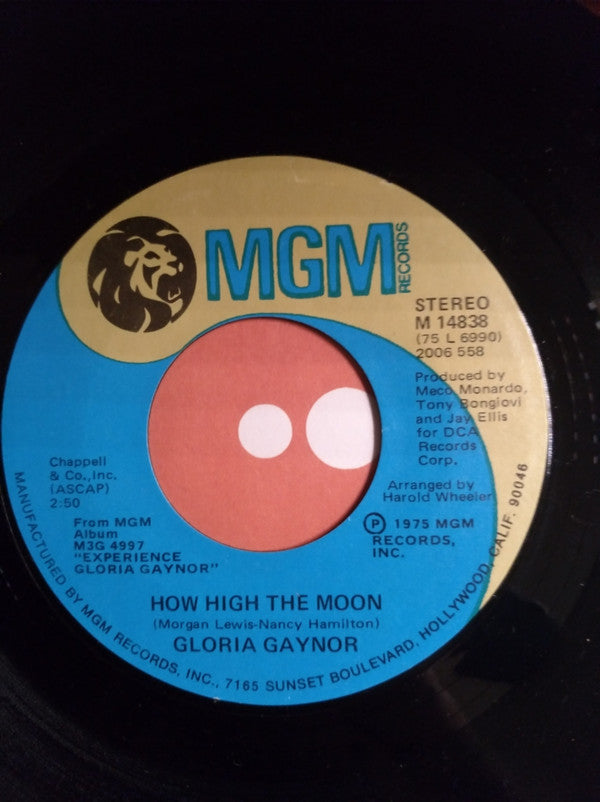 MGM
RECORDS
STEREO
M 14838
(75 L 6990)
2006 558
Produced by
Meco Monardo,
Tony Bongiovi
and Jay Ellis
for DCA
Records
Corp.
Arranged by
Harold Wheeler
Ⓟ 1975 MGM
RECORDS,
INC.
Chappell
& Co., Inc.
(ASCAP)
2:50
From MGM
Album
M3G 4997
"EXPERIENCE
GLORIA GAYNOR"
HOW HIGH THE MOON
(Morgan Lewis-Nancy Hamilton)
GLORIA GAYNOR
MANUFACTURED BY MGM RECORDS, INC., 7165 SUNSET BOULEVARD, HOLLYWOOD, CALIF. 90046